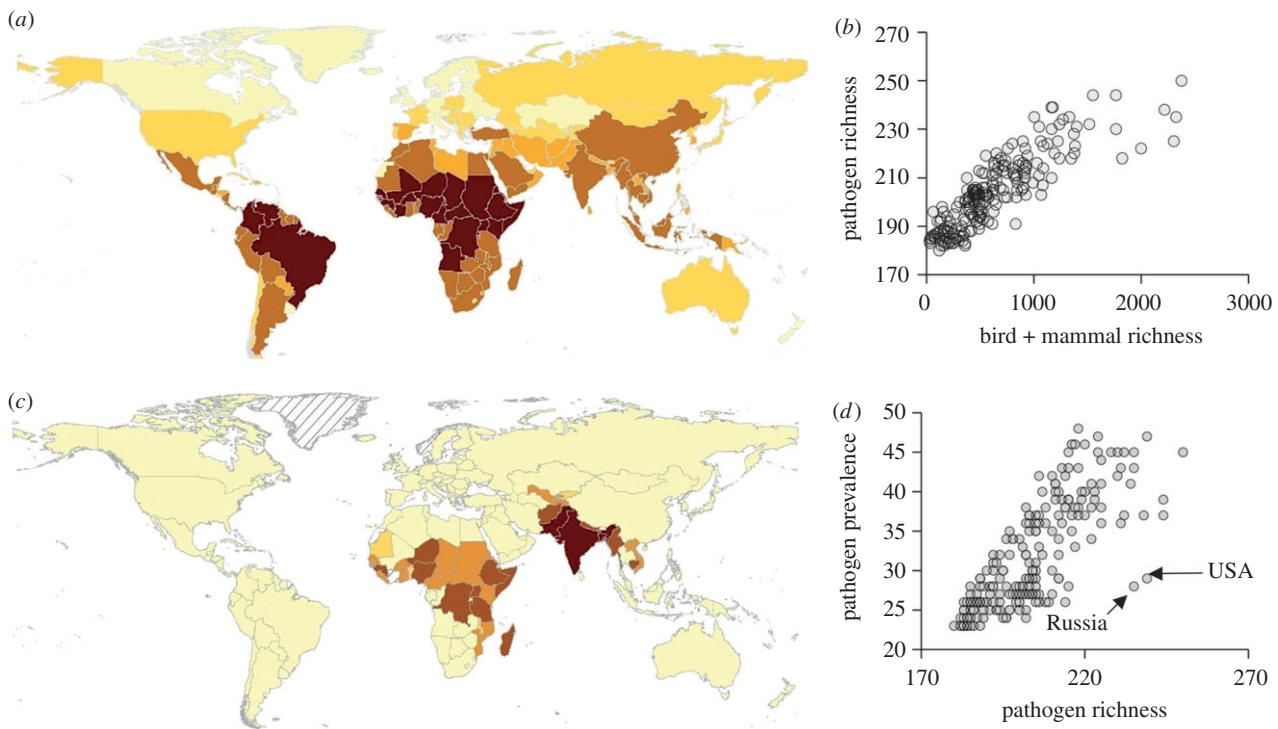 (a)
(b)
270
250
230
210
190
170
pathogen richness
0
1000
2000
3000
bird + mammal richness
(c)
(d)
50
45
40
35
30
25
20
pathogen prevalence
USA
Russia
170
220
270
pathogen richness